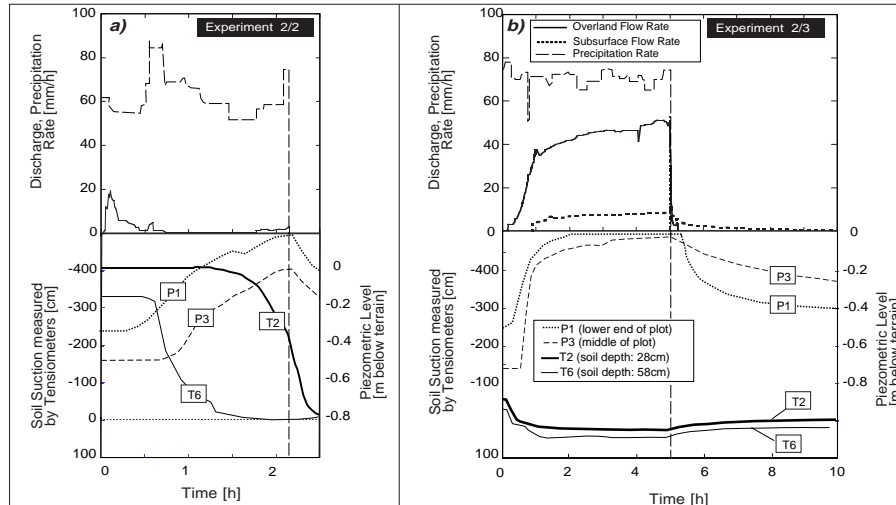 a)
Experiment 2/2
Discharge, Precipitation
Rate [mm/h]
100
80
60
40
20
0
Soil Suction measured
by Tensiometers [cm]
-400
-300
-200
-100
0
100
P1
P3
T2
T6
0
-0.2
-0.4
-0.6
-0.8
Piezometric Level
[m below terrain]
0
1
2
Time [h]
b)
Experiment 2/3
Overland Flow Rate
Subsurface Flow Rate
Precipitation Rate
Discharge, Precipitation
Rate [mm/h]
100
80
60
40
20
0
Soil Suction measured
by Tensiometers [cm]
-400
-300
-200
-100
0
100
P3
P1
P1 (lower end of plot)
P3 (middle of plot)
T2 (soil depth: 28cm)
T6 (soil depth: 58cm)
T2
T6
0
-0.2
-0.4
-0.6
-0.8
Piezometric Level
[m below terrain]
0
2
4
6
8
10
Time [h]